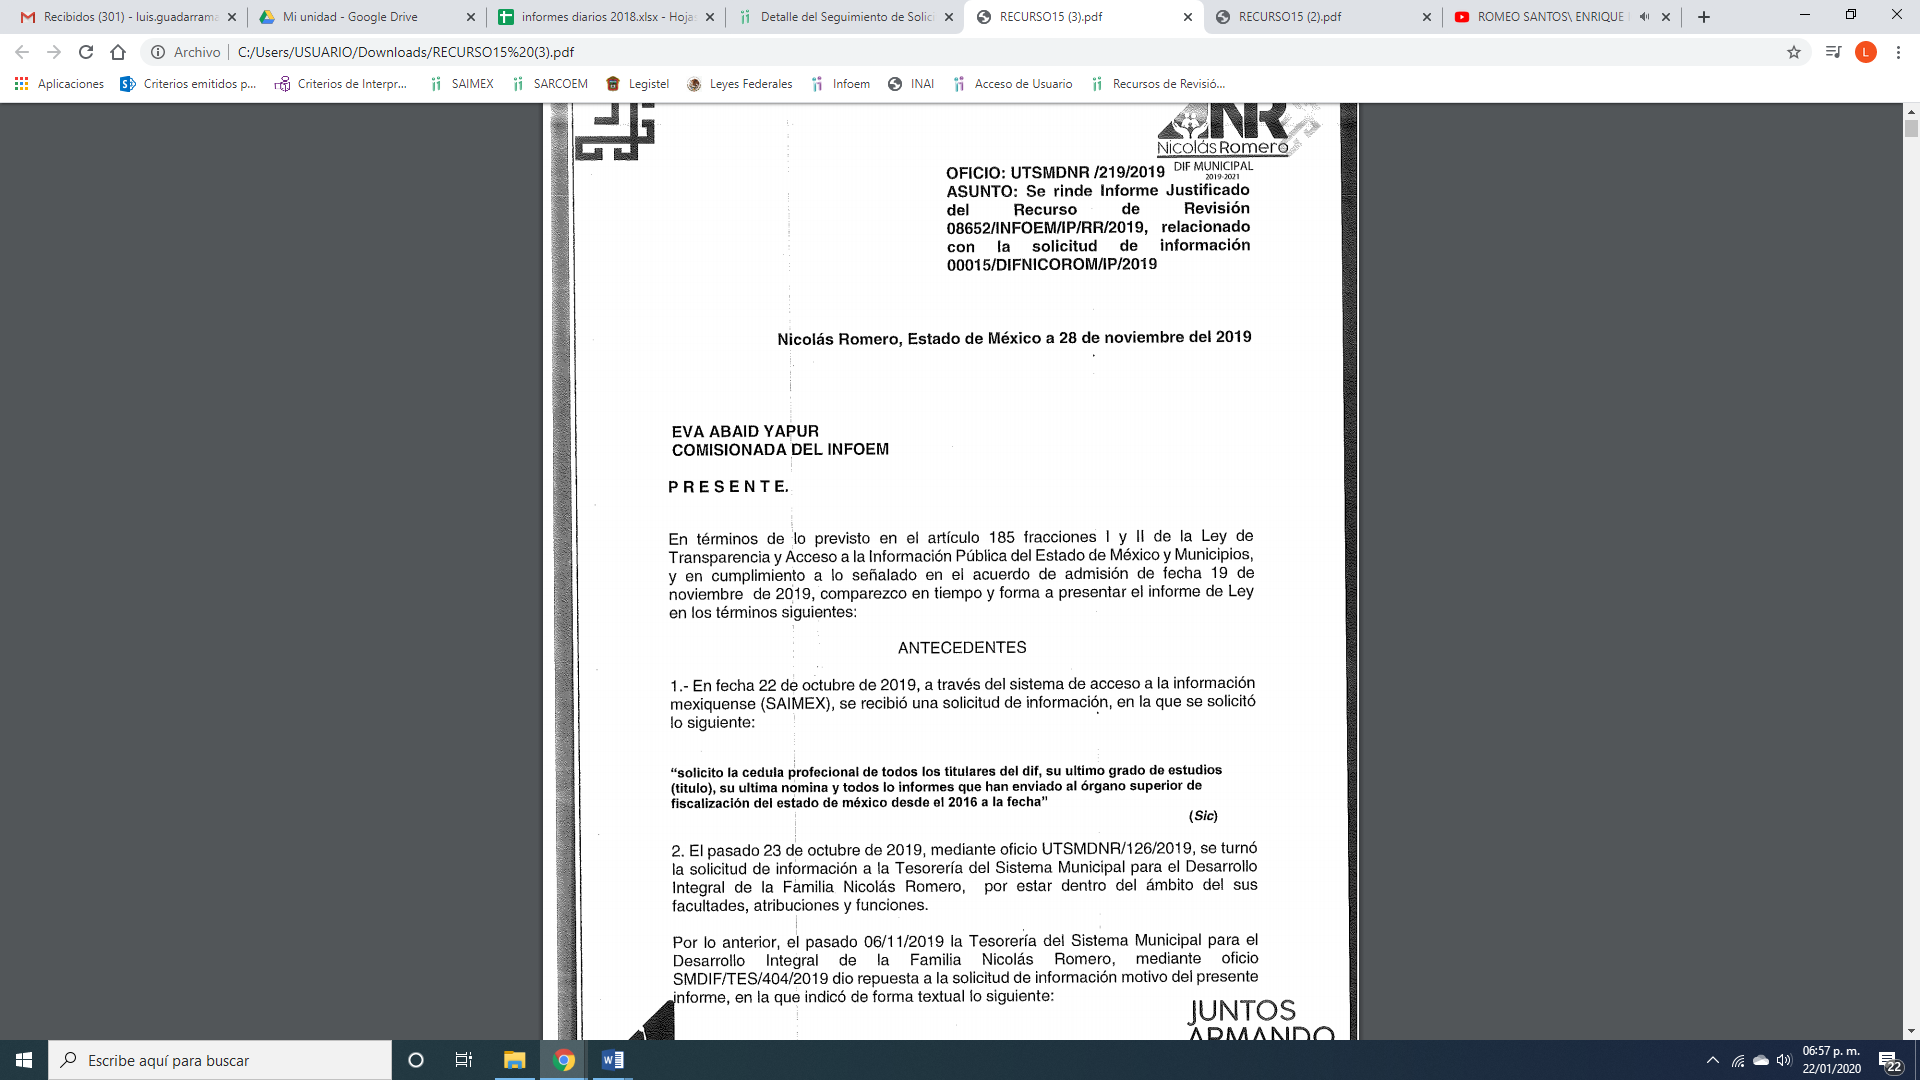 Recibidos (301) - luis.guadarrama
Mi unidad - Google Drive
informes diarios 2018.xlsx - Hoja
Detalle del Seguimiento de Solici
RECURSO15 (3).pdf
RECURSO15 (2).pdf
ROMEO SANTOS\ ENRIQUE
Archivo
C:/Users/USUARIO/Downloads/RECURSO15%20(3).pdf
L
Aplicaciones
Criterios emitidos p...
Criterios de Interpr...
SAIMEX
SARCOEM
Legistel
Leyes Federales
Infoem
INAI
Acceso de Usuario
Recursos de Revisió...
NR
Nicolás Romero
DIF MUNICIPAL
2019-2021
OFICIO: UTSMDNR /219/2019
ASUNTO: Se rinde Informe Justificado
del Recurso de Revisión
08652/INFOEM/IP/RR/2019, relacionado
con la solicitud de información
00015/DIFNICOROM/IP/2019
Nicolás Romero, Estado de México a 28 de noviembre del 2019
EVA ABAID YAPUR
COMISIONADA DEL INFOEM
P R E S E N T E.
En términos de lo previsto en el artículo 185 fracciones I y II de la Ley de
Transparencia y Acceso a la Información Pública del Estado de México y Municipios,
y en cumplimiento a lo señalado en el acuerdo de admisión de fecha 19 de
noviembre de 2019, comparezco en tiempo y forma a presentar el informe de Ley
en los términos siguientes:
ANTECEDENTES
1.- En fecha 22 de octubre de 2019, a través del sistema de acceso a la información
mexiquense (SAIMEX), se recibió una solicitud de información, en la que se solicitó
lo siguiente:
“solicito la cedula profecional de todos los titulares del dif, su ultimo grado de estudios
(titulo), su ultima nomina y todos lo informes que han enviado al órgano superior de
fiscalización del estado de méxico desde el 2016 a la fecha”
(Sic)
2. El pasado 23 de octubre de 2019, mediante oficio UTSMDNR/126/2019, se turnó
la solicitud de información a la Tesorería del Sistema Municipal para el Desarrollo
Integral de la Familia Nicolás Romero, por estar dentro del ámbito del sus
facultades, atribuciones y funciones.
Por lo anterior, el pasado 06/11/2019 la Tesorería del Sistema Municipal para el
Desarrollo Integral de la Familia Nicolás Romero, mediante oficio
SMDIF/TES/404/2019 dio repuesta a la solicitud de información motivo del presente
informe, en la que indicó de forma textual lo siguiente:
JUNTOS
ARMANDO
Escribe aquí para buscar
06:57 p. m.
22/01/2020
22